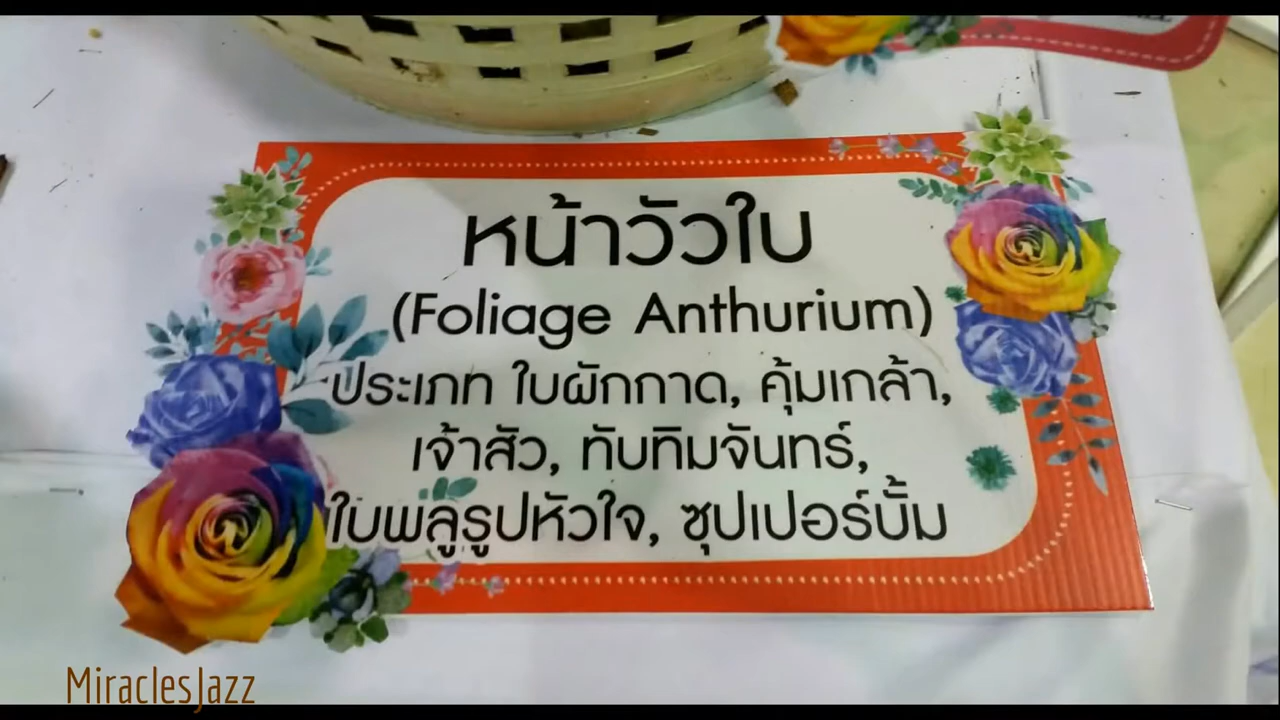 หน้าวัวใบ
(Foliage Anthurium)
ประเภท ใบผักกาด, คุ้มเกล้า,
เจ้าสัว, ทับทิมจันทร์,
ใบพลูรูปหัวใจ, ซุปเปอร์บั้ม
MiraclesJazz